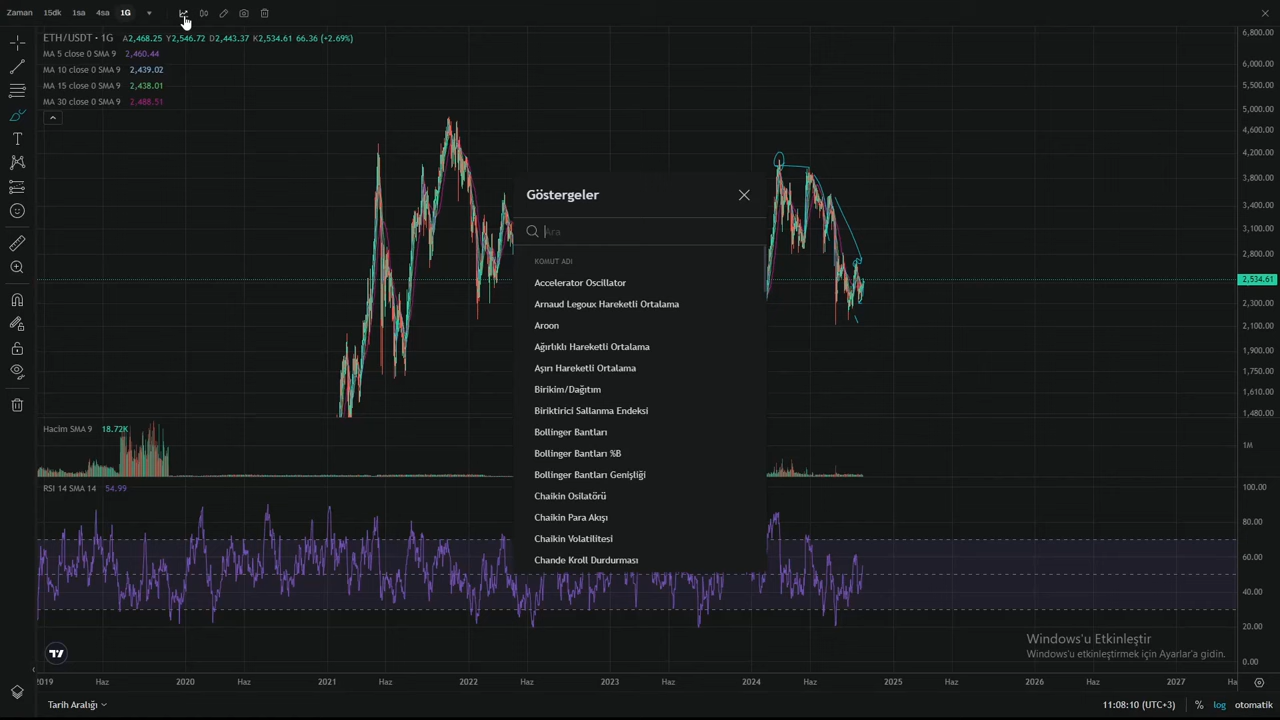 Zaman 15dk 1sa 4sa 1G
ETH/USDT • 1G A2,468.25 Y2,546.72 D2,443.37 K2,534.61 66.36 (+2.69%)
MA 5 close 0 SMA 9 2,460.44
MA 10 close 0 SMA 9 2,439.02
MA 15 close 0 SMA 9 2,438.01
MA 30 close 0 SMA 9 2,488.51
Göstergeler
Ara
KOMUT ADI
Accelerator Oscillator
Arnaud Legoux Hareketli Ortalama
Aroon
Ağırlıklı Hareketli Ortalama
Aşırı Hareketli Ortalama
Birikim/Dağıtım
Biriktirici Sallanma Endeksi
Bollinger Bantları
Bollinger Bantları %B
Bollinger Bantları Genişliği
Chaikin Osilatörü
Chaikin Para Akışı
Chaikin Volatilitesi
Chande Kroll Durdurması
6,800.00
6,200.00
5,500.00
5,000.00
4,600.00
4,200.00
3,800.00
3,400.00
3,100.00
2,800.00
2,534.61
2,300.00
2,100.00
1,900.00
1,750.00
1,610.00
1,480.00
Hacim SMA 9 18.72K
1M
RSI 14 SMA 14 54.99
100.00
80.00
60.00
40.00
20.00
0.00
Windows'u Etkinleştir
Windows'u etkinleştirmek için Ayarlar'a gidin.
2019 Haz 2020 Haz 2021 Haz 2022 Haz 2023 Haz 2024 Haz 2025 Haz 2026 Haz 2027 Ha
Tarih Aralığı 11:08:10 (UTC+3) % log otomatik